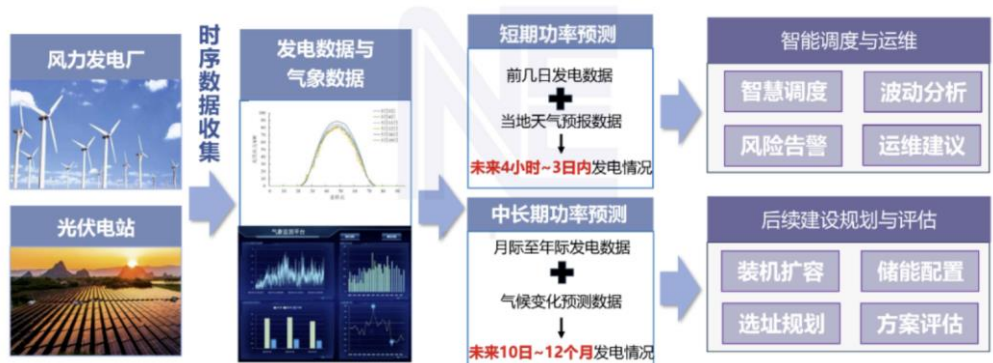 风力发电厂
光伏电站
时序数据收集
发电数据与
气象数据
气象监测平台
短期功率预测
前几日发电数据
当地天气预报数据
未来4小时~3日内发电情况
中长期功率预测
月际至年际发电数据
气候变化预测数据
未来10日~12个月发电情况
智能调度与运维
智慧调度
波动分析
风险告警
运维建议
后续建设规划与评估
装机扩容
储能配置
选址规划
方案评估